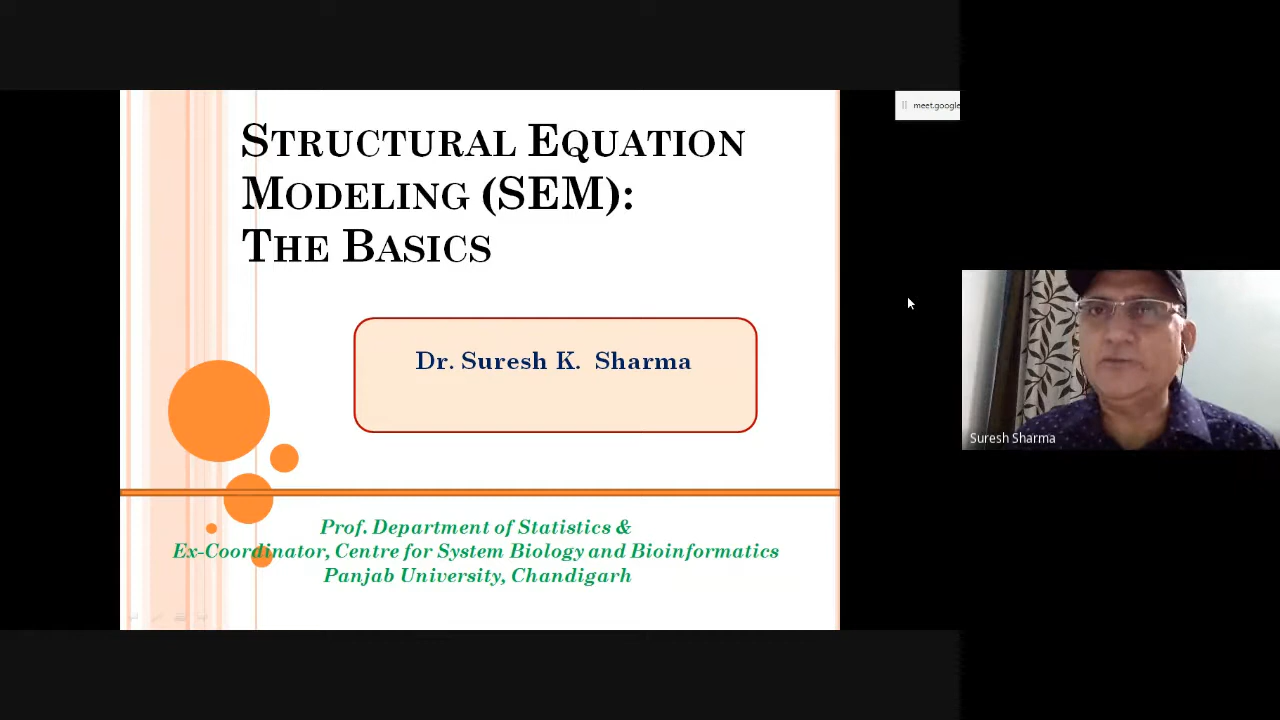 STRUCTURAL EQUATION
MODELING (SEM):
THE BASICS
meet.google
Dr. Suresh K. Sharma
Suresh Sharma
Prof. Department of Statistics &
Ex-Coordinator, Centre for System Biology and Bioinformatics
Panjab University, Chandigarh